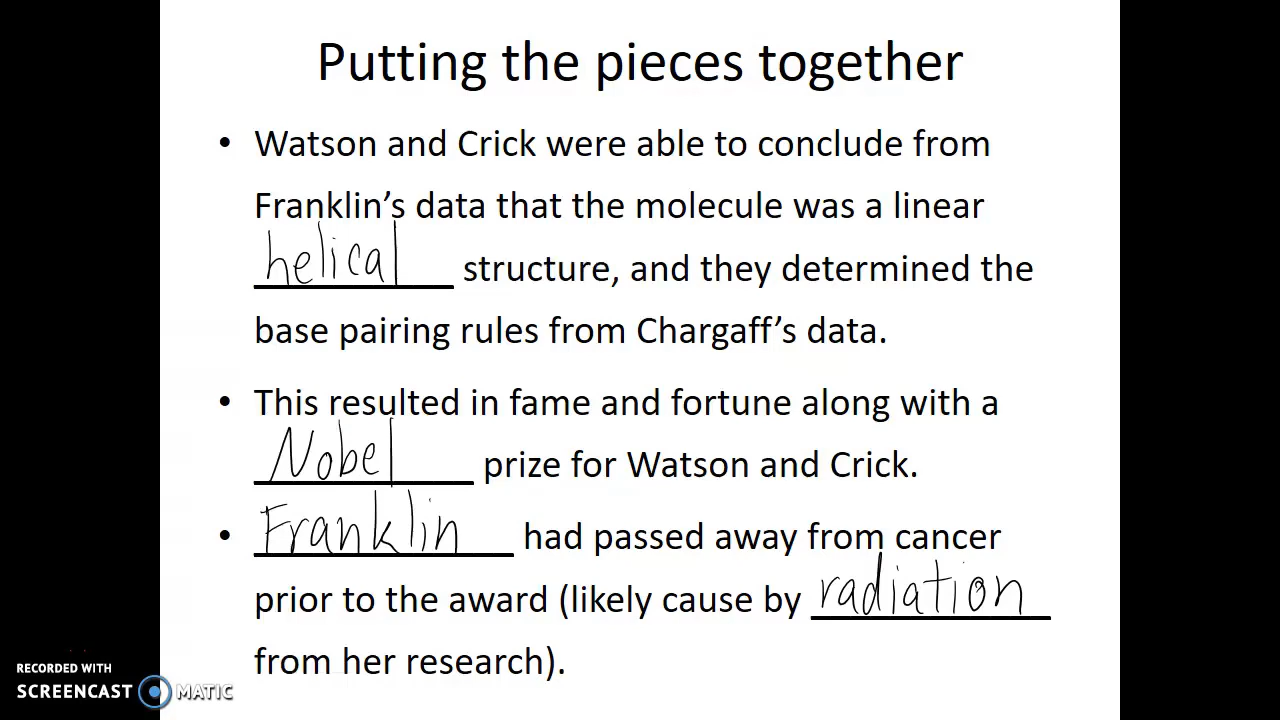 Putting the pieces together
• Watson and Crick were able to conclude from
Franklin’s data that the molecule was a linear
helical structure, and they determined the
base pairing rules from Chargaff’s data.
• This resulted in fame and fortune along with a
Nobel prize for Watson and Crick.
• Franklin had passed away from cancer
prior to the award (likely cause by radiation
from her research).
RECORDED WITH
SCREENCAST MATIC